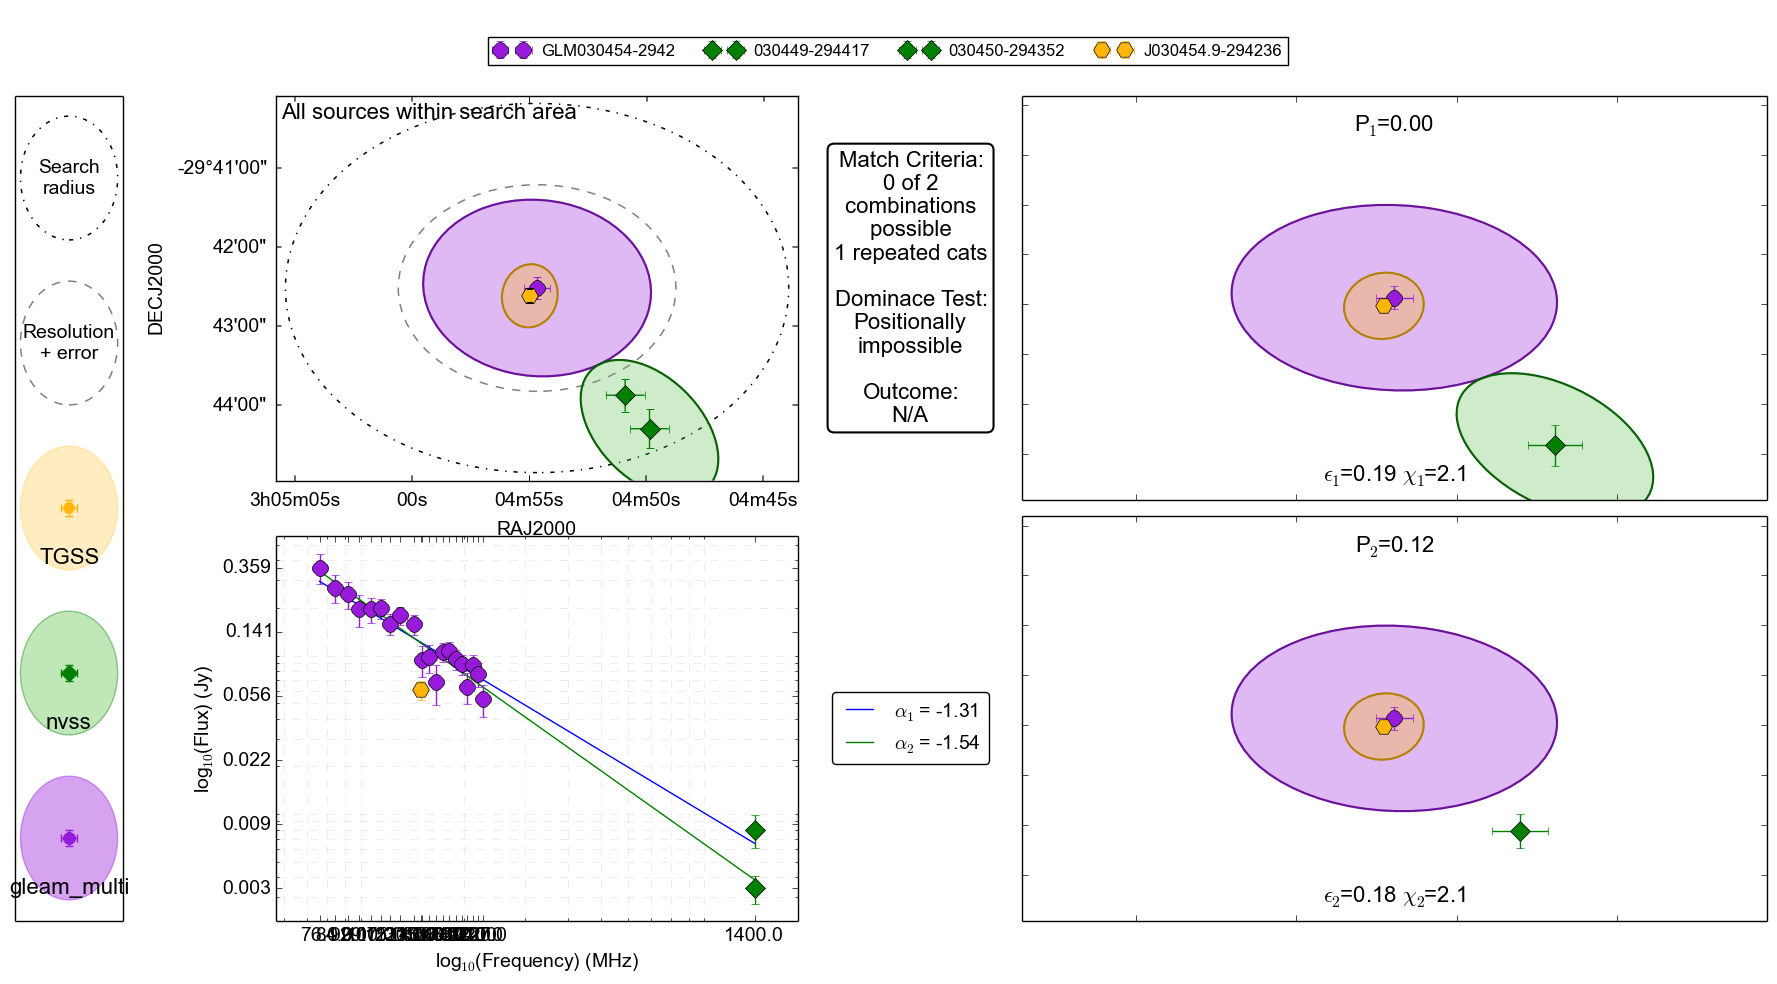 GLM030454-2942 030449-294417 030450-294352 J030454.9-294236
Search
radius
Resolution
+ error
TGSS
nvss
gleam_multi
All sources within search area
DECJ2000
-29°41'00"
42'00"
43'00"
44'00"
3h05m05s 00s 04m55s 04m50s 04m45s
RAJ2000
Match Criteria:
0 of 2
combinations
possible
1 repeated cats
Dominace Test:
Positionally
impossible
Outcome:
N/A
P1=0.00
ϵ1=0.19 χ1=2.1
log10(Flux) (Jy)
0.359
0.141
0.056
0.022
0.009
0.003
1400.0
log10(Frequency) (MHz)
α1 = -1.31
α2 = -1.54
P2=0.12
ϵ2=0.18 χ2=2.1